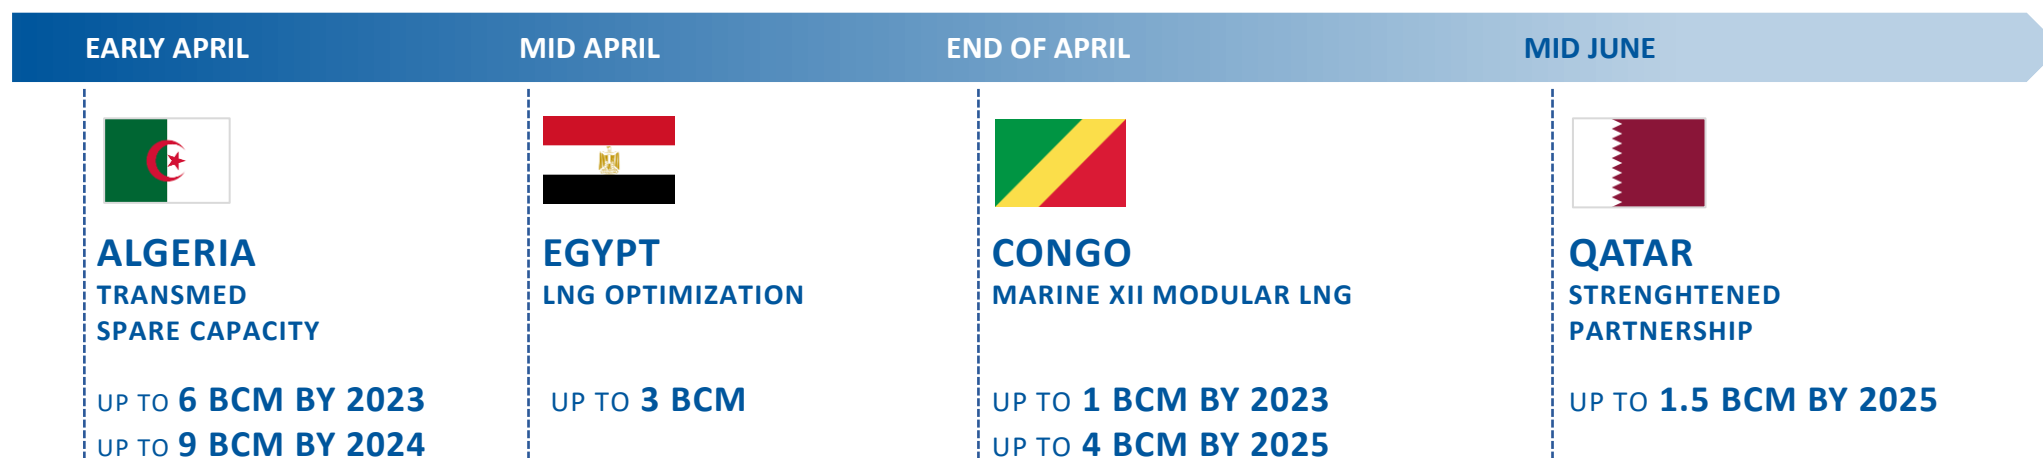 EARLY APRIL
MID APRIL
END OF APRIL
MID JUNE
ALGERIA
TRANSMED
SPARE CAPACITY
UP TO 6 BCM BY 2023
UP TO 9 BCM BY 2024
EGYPT
LNG OPTIMIZATION
UP TO 3 BCM
CONGO
MARINE XII MODULAR LNG
UP TO 1 BCM BY 2023
UP TO 4 BCM BY 2025
QATAR
STRENGHTENED
PARTNERSHIP
UP TO 1.5 BCM BY 2025